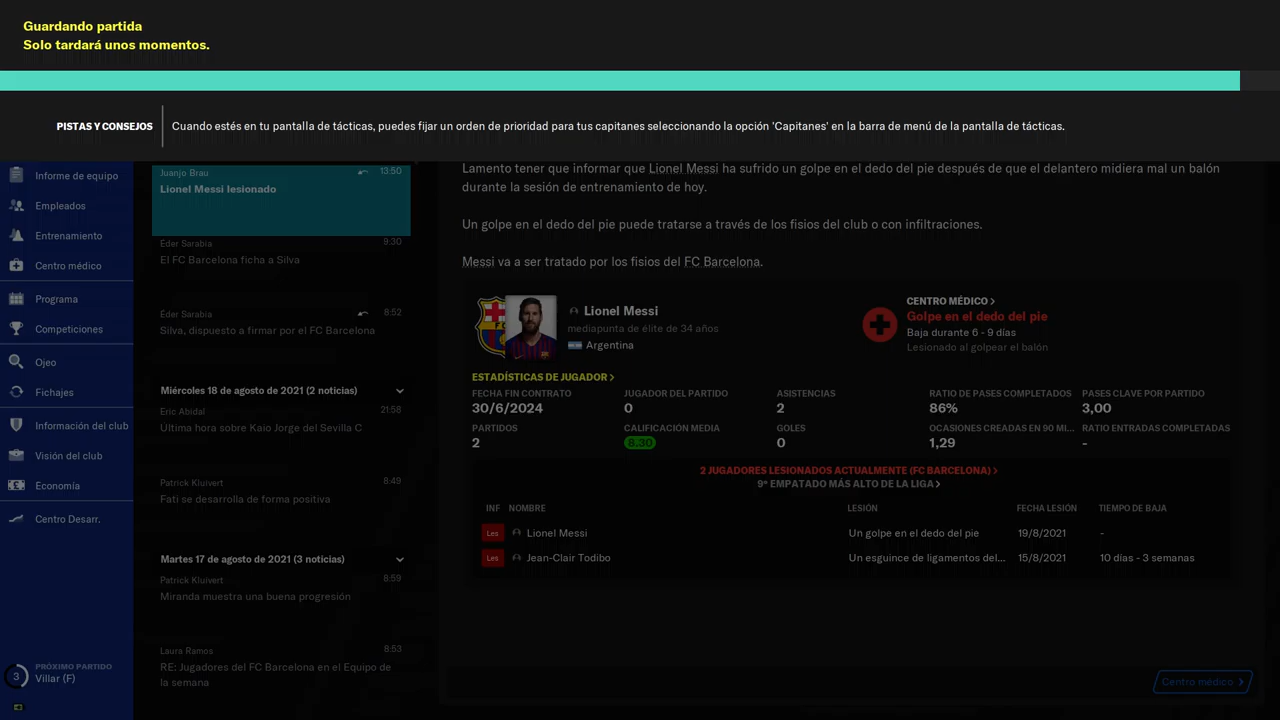 Guardando partida
Solo tardará unos momentos.
PISTAS Y CONSEJOS
Cuando estés en tu pantalla de tácticas, puedes fijar un orden de prioridad para tus capitanes seleccionando la opción 'Capitanes' en la barra de menú de la pantalla de tácticas.
Informe de equipo
Empleados
Entrenamiento
Centro médico
Programa
Competiciones
Ojeo
Fichajes
Información del club
Visión del club
Economía
Centro Desarr.
PRÓXIMO PARTIDO
3
Villar (F)
Juanjo Brau 13:50
Lionel Messi lesionado
Éder Sarabia 9:30
El FC Barcelona ficha a Silva
Éder Sarabia 8:52
Silva, dispuesto a firmar por el FC Barcelona
Miércoles 18 de agosto de 2021 (2 noticias)
Eric Abidal 21:58
Última hora sobre Kaio Jorge del Sevilla C
Patrick Kluivert 8:49
Fati se desarrolla de forma positiva
Martes 17 de agosto de 2021 (3 noticias)
Patrick Kluivert 8:59
Miranda muestra una buena progresión
Laura Ramos 8:53
RE: Jugadores del FC Barcelona en el Equipo de
la semana
Lamento tener que informar que Lionel Messi ha sufrido un golpe en el dedo del pie después de que el delantero midiera mal un balón
durante la sesión de entrenamiento de hoy.
Un golpe en el dedo del pie puede tratarse a través de los fisios del club o con infiltraciones.
Messi va a ser tratado por los fisios del FC Barcelona.
Lionel Messi
mediapunta de élite de 34 años
Argentina
CENTRO MÉDICO >
Golpe en el dedo del pie
Baja durante 6 - 9 días
Lesionado al golpear el balón
ESTADÍSTICAS DE JUGADOR >
FECHA FIN CONTRATO JUGADOR DEL PARTIDO ASISTENCIAS RATIO DE PASES COMPLETADOS PASES CLAVE POR PARTIDO
30/6/2024 0 2 86% 3,00
PARTIDOS CALIFICACIÓN MEDIA GOLES OCASIONES CREADAS EN 90 MI... RATIO ENTRADAS COMPLETADAS
2 8.30 0 1,29 -
2 JUGADORES LESIONADOS ACTUALMENTE (FC BARCELONA) >
9º EMPATADO MÁS ALTO DE LA LIGA >
INF NOMBRE LESIÓN FECHA LESIÓN TIEMPO DE BAJA
Les Lionel Messi Un golpe en el dedo del pie 19/8/2021 -
Les Jean-Clair Todibo Un esguince de ligamentos del... 15/8/2021 10 días - 3 semanas
Centro médico >